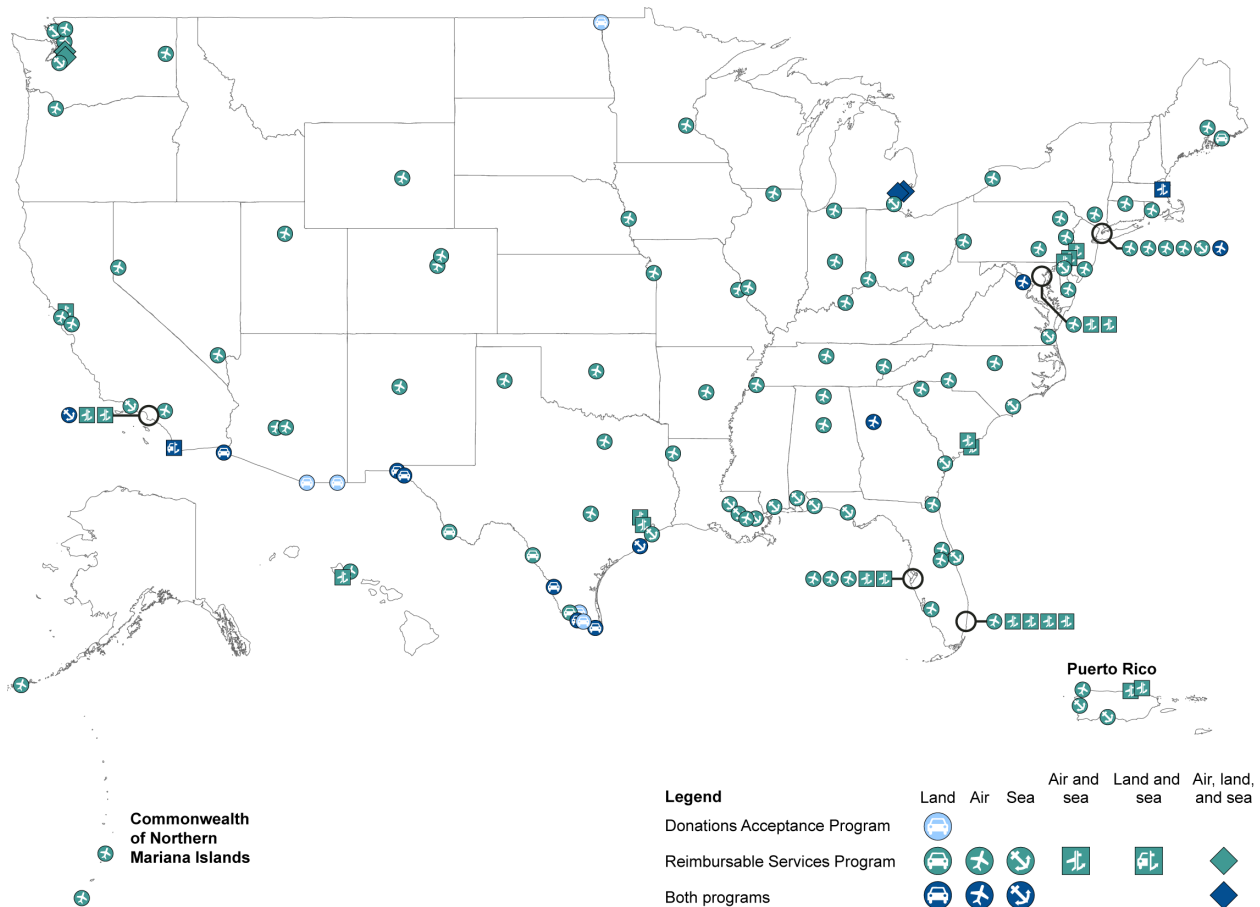 Puerto Rico
Commonwealth
of Northern
Mariana Islands
Legend
Land
Air
Sea
Air and
sea
Land and
sea
Air, land,
and sea
Donations Acceptance Program
Reimbursable Services Program
Both programs